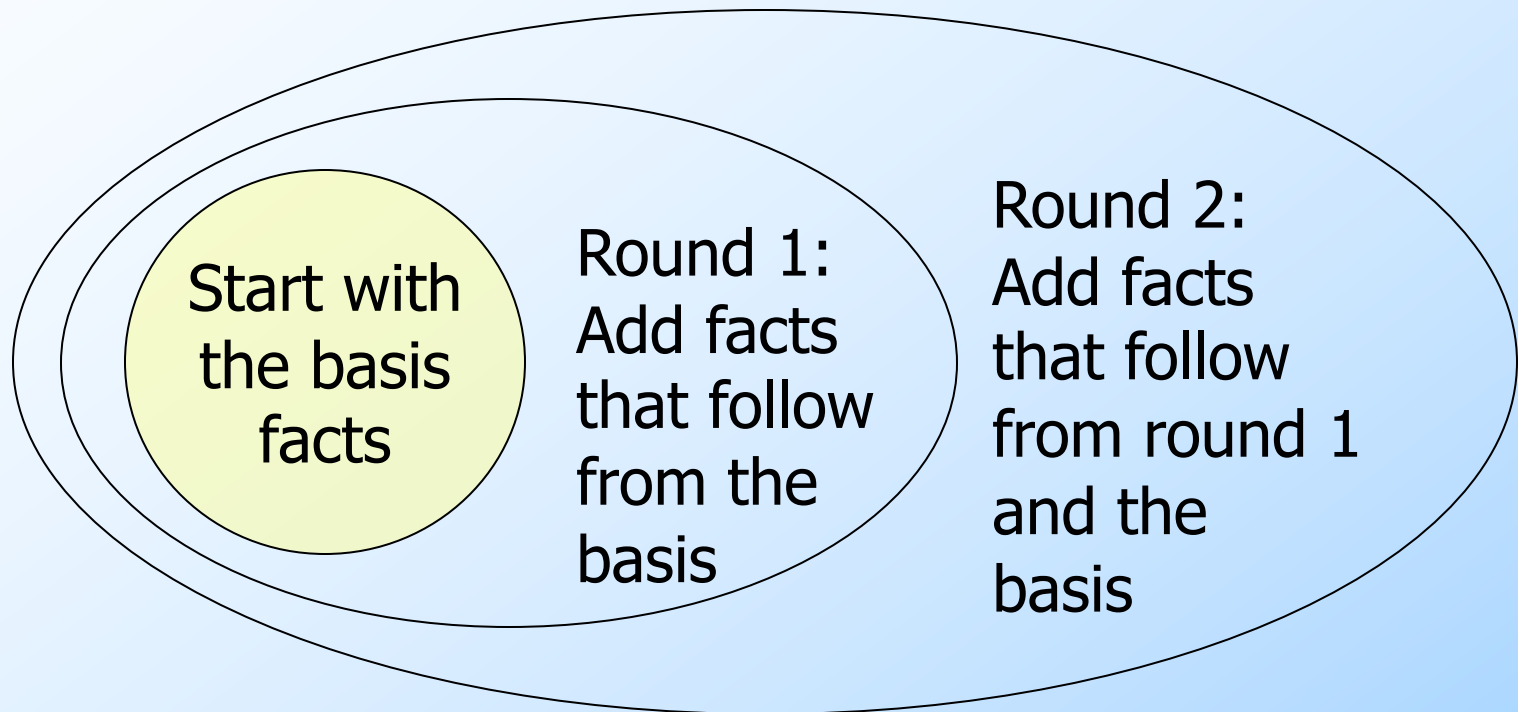 Start with
the basis
facts
Round 1:
Add facts
that follow
from the
basis
Round 2:
Add facts
that follow
from round 1
and the
basis